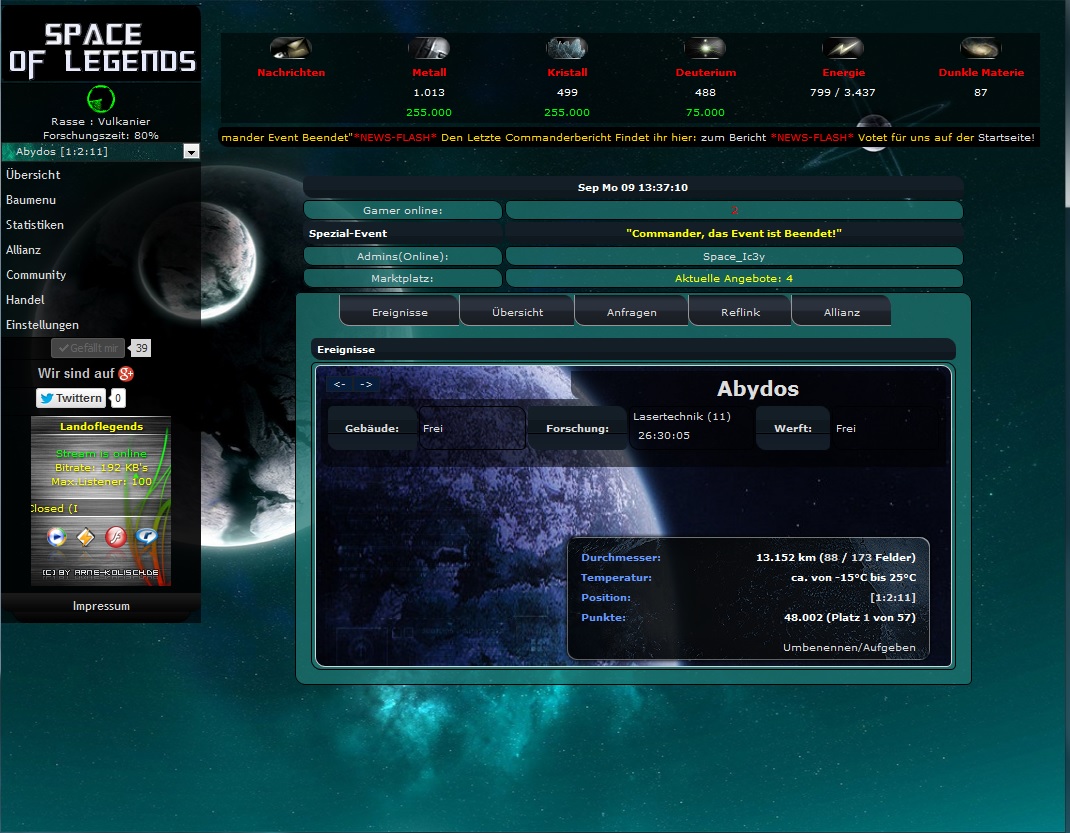 SPACE
OF LEGENDS
Rasse : Vulkanier
Forschungszeit: 80%
Abydos [1:2:11]
Übersicht
Baumenu
Statistiken
Allianz
Community
Handel
Einstellungen
Gefällt mir 39
Wir sind auf g+
Twittern 0
Landoflegends
Stream is online
Bitrate: 192 KB's
Max.Listener: 100
Closed (I
(C) BY ARNE-KOLISCH.DE
Impressum
Nachrichten Metall Kristall Deuterium Energie Dunkle Materie
1.013 499 488 799 / 3.437 87
255.000 255.000 75.000
mander Event Beendet"*NEWS-FLASH* Den Letzte Commanderbericht Findet ihr hier: zum Bericht *NEWS-FLASH* Votet für uns auf der Startseite!
Sep Mo 09 13:37:10
Gamer online: 2
Spezial-Event "Commander, das Event ist Beendet!"
Admins(Online): Space_Ic3y
Marktplatz: Aktuelle Angebote: 4
Ereignisse Übersicht Anfragen Reflink Allianz
Ereignisse
<- -> Abydos
Gebäude: Frei Forschung: Lasertechnik (11) Werft: Frei
26:30:05
Durchmesser: 13.152 km (88 / 173 Felder)
Temperatur: ca. von -15°C bis 25°C
Position: [1:2:11]
Punkte: 48.002 (Platz 1 von 57)
Umbenennen/Aufgeben